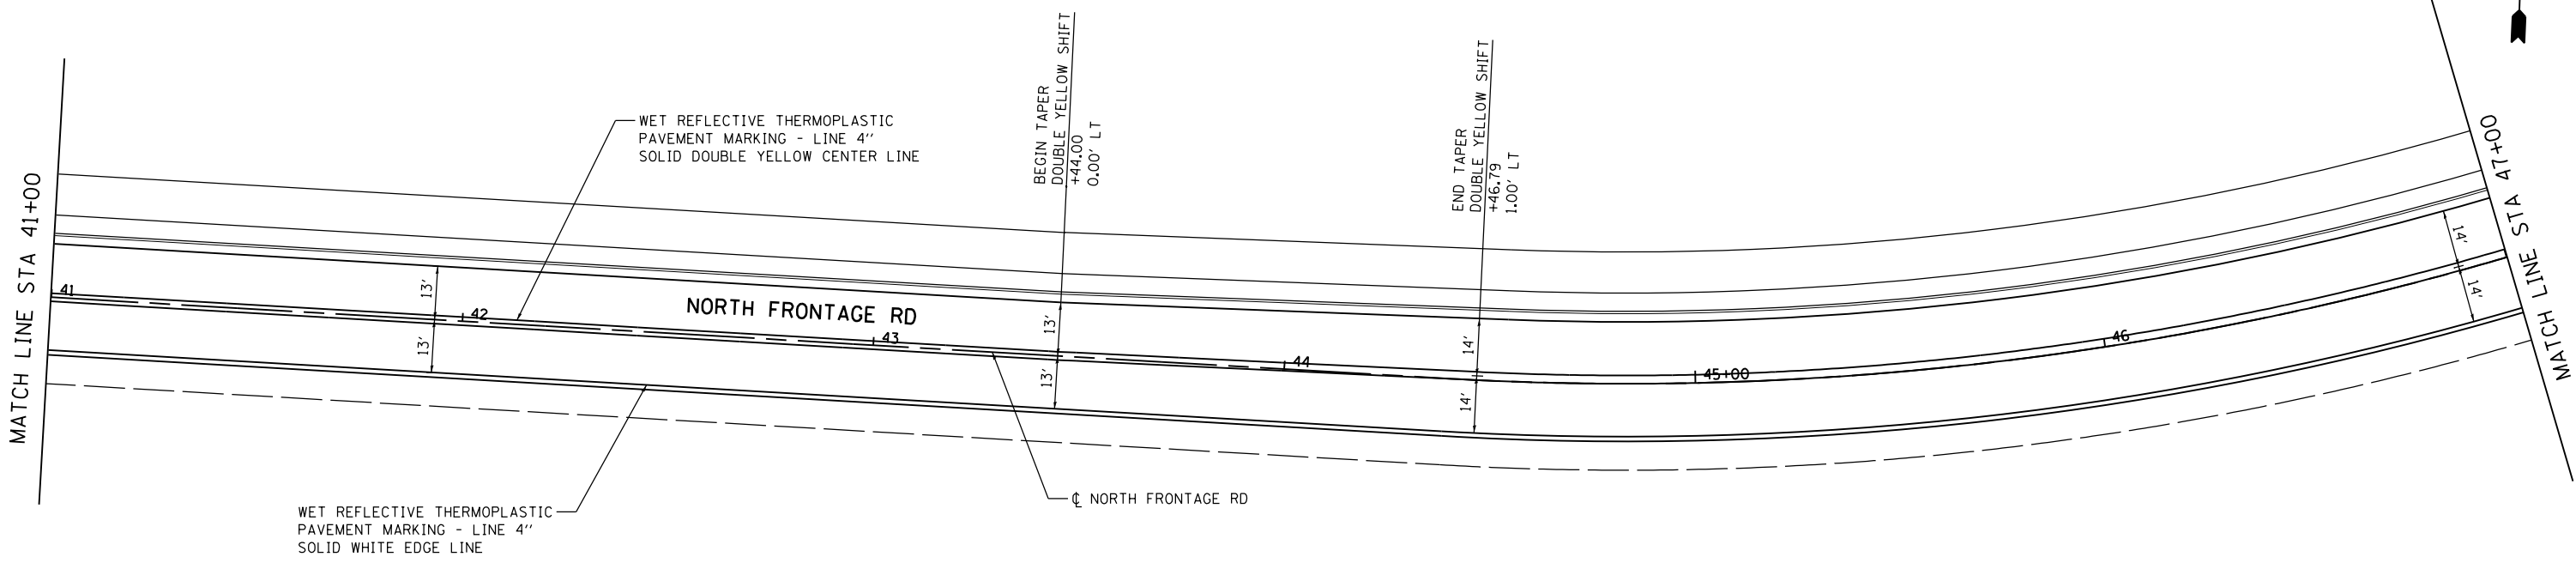 MATCH LINE STA 41+00
WET REFLECTIVE THERMOPLASTIC
PAVEMENT MARKING - LINE 4''
SOLID DOUBLE YELLOW CENTER LINE
BEGIN TAPER
DOUBLE YELLOW SHIFT
+44.00
0.00' LT
END TAPER
DOUBLE YELLOW SHIFT
+46.79
1.00' LT
MATCH LINE STA 47+00
41
42
43
44
45+00
46
13'
13'
NORTH FRONTAGE RD
13'
13'
14'
14'
14'
14'
℄ NORTH FRONTAGE RD
WET REFLECTIVE THERMOPLASTIC
PAVEMENT MARKING - LINE 4''
SOLID WHITE EDGE LINE